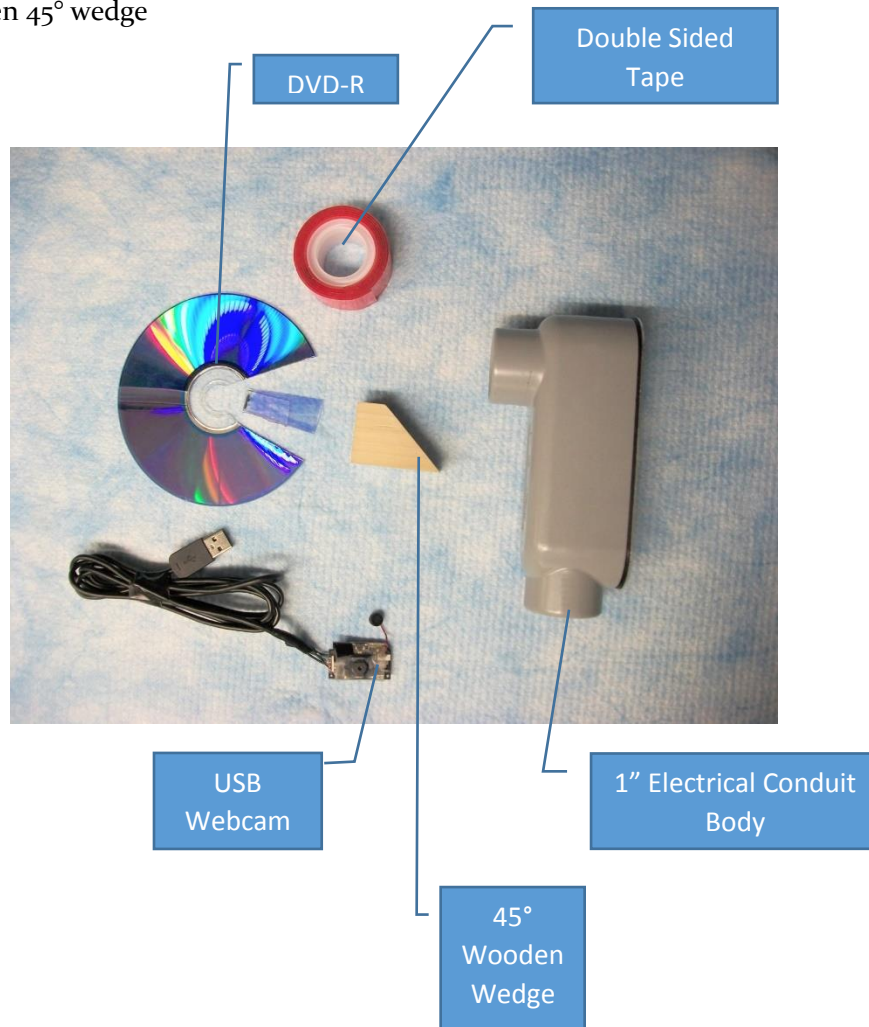 en 45° wedge
DVD-R
Double Sided
Tape
USB
Webcam
1” Electrical Conduit
Body
45°
Wooden
Wedge